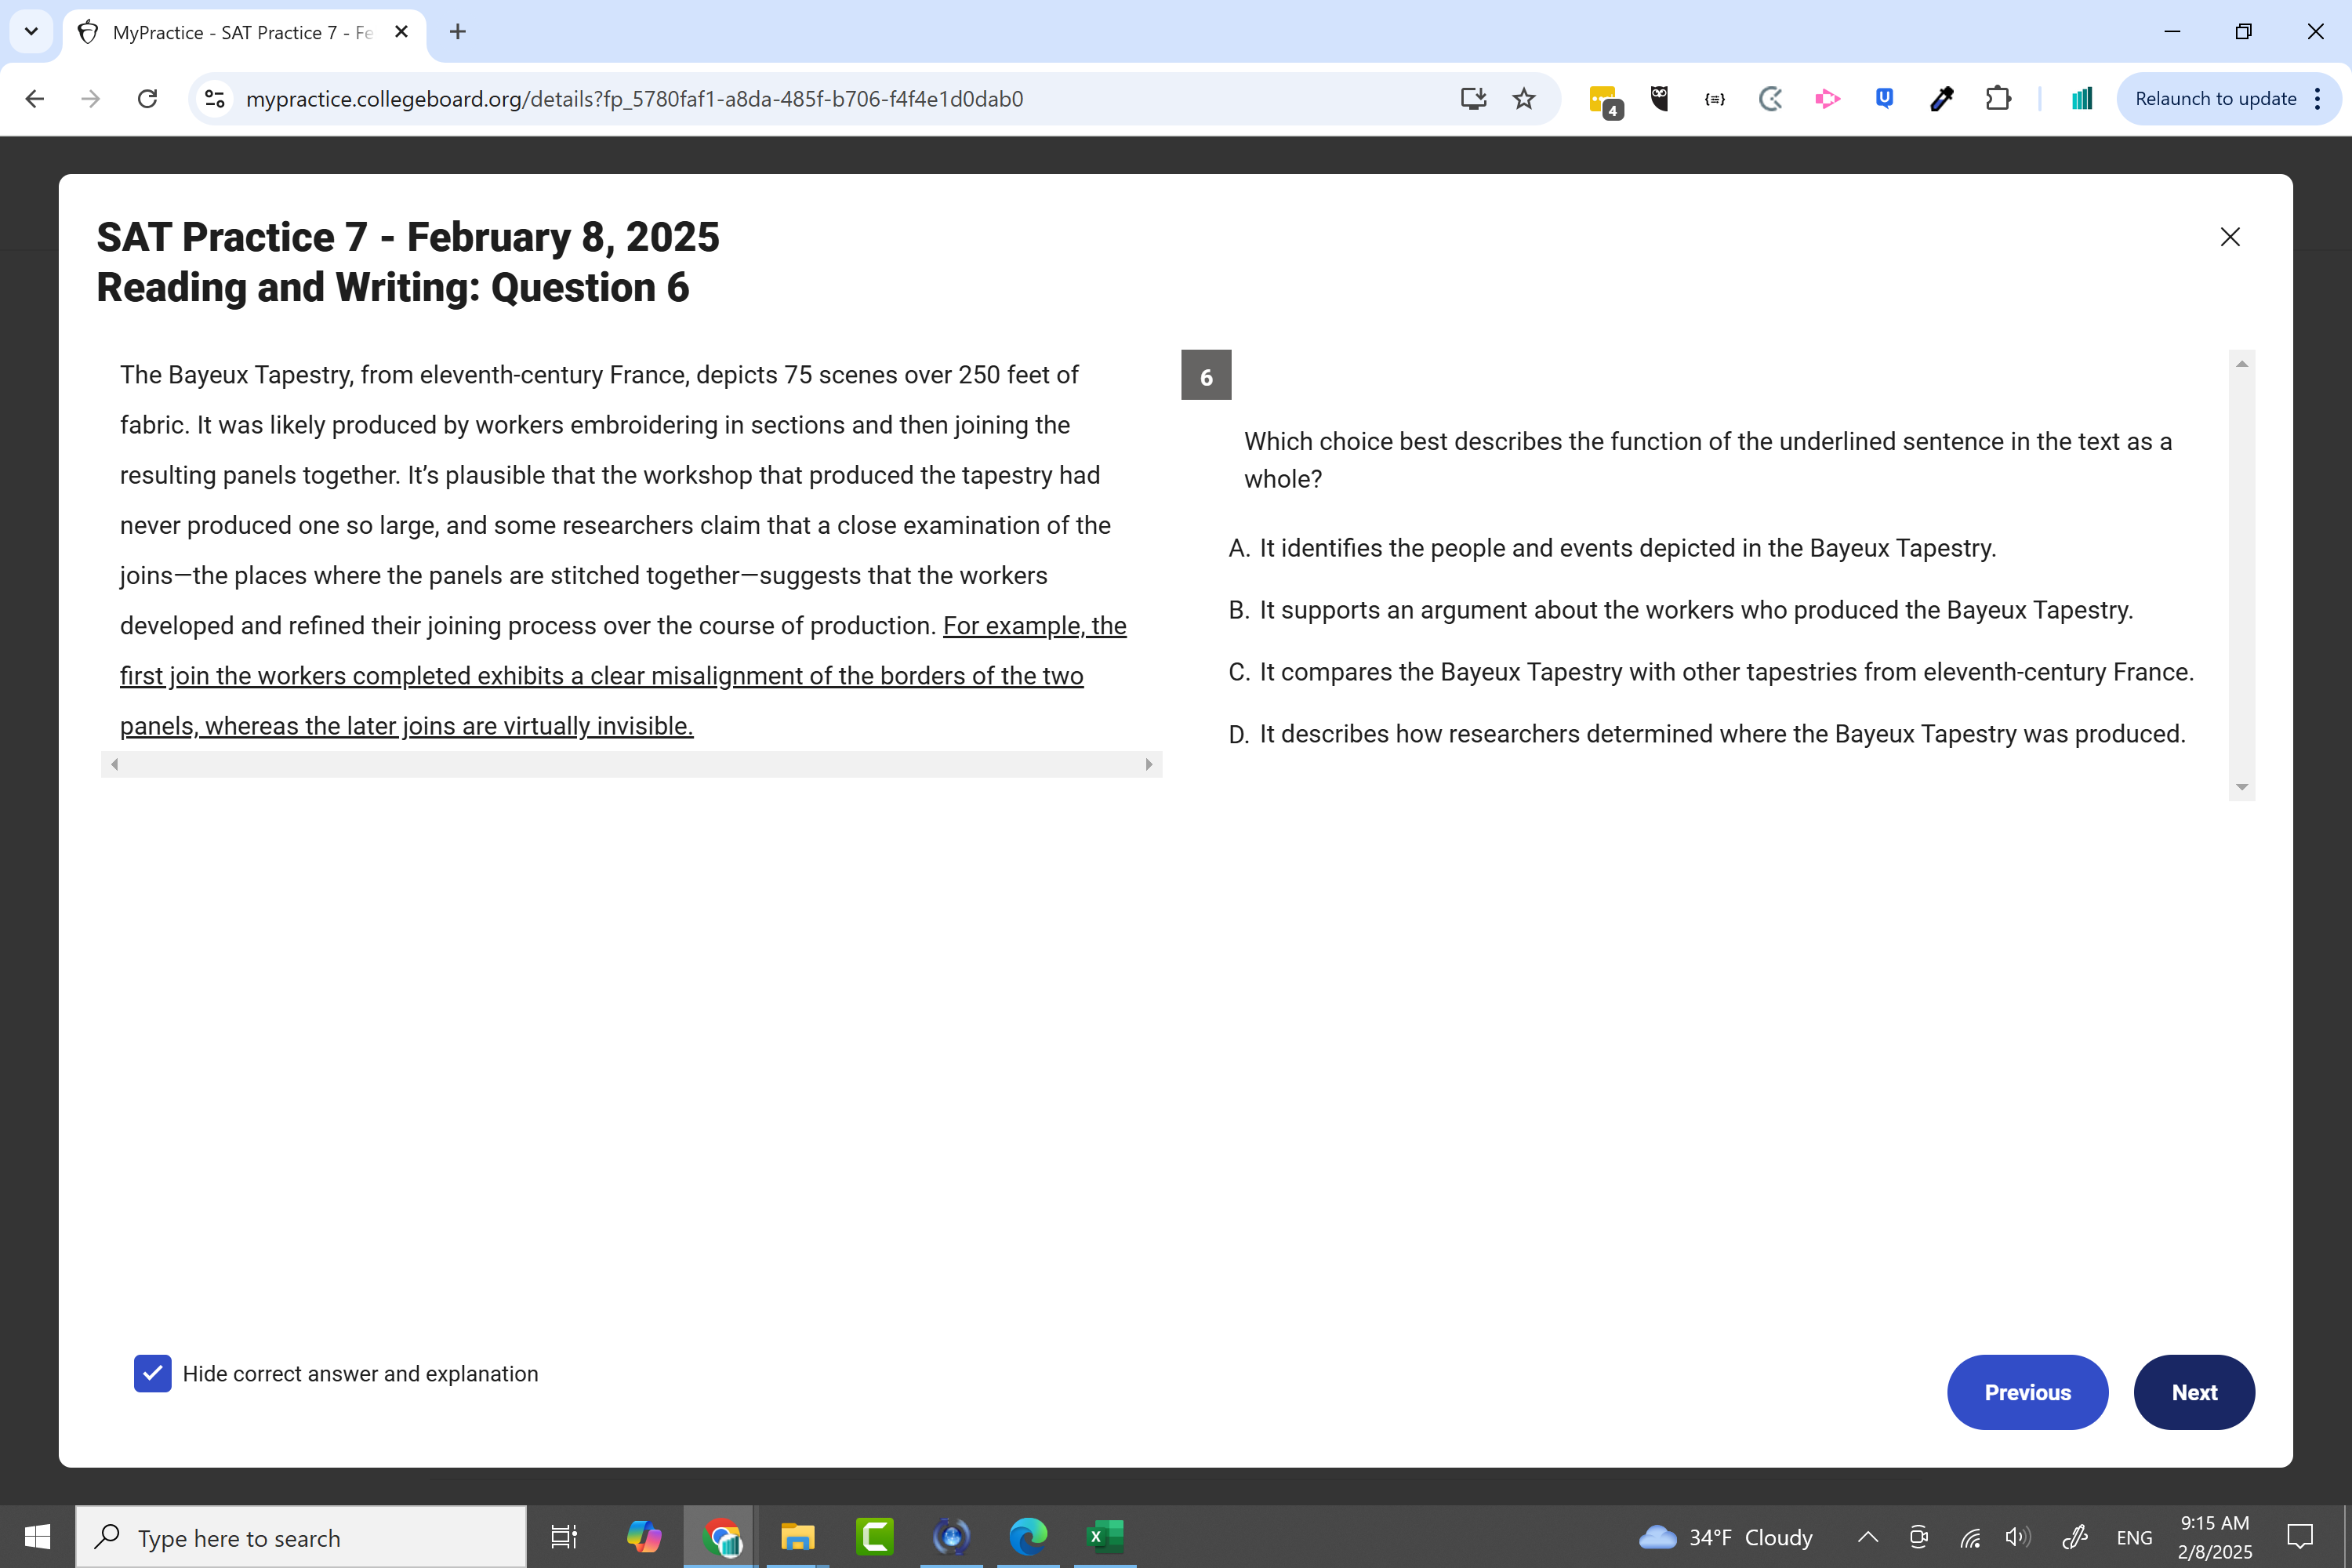 MyPractice - SAT Practice 7 - Fe
mypractice.collegeboard.org/details?fp_5780faf1-a8da-485f-b706-f4f4e1d0dab0
4
Relaunch to update
SAT Practice 7 - February 8, 2025
Reading and Writing: Question 6
The Bayeux Tapestry, from eleventh-century France, depicts 75 scenes over 250 feet of
fabric. It was likely produced by workers embroidering in sections and then joining the
resulting panels together. It’s plausible that the workshop that produced the tapestry had
never produced one so large, and some researchers claim that a close examination of the
joins—the places where the panels are stitched together—suggests that the workers
developed and refined their joining process over the course of production. For example, the
first join the workers completed exhibits a clear misalignment of the borders of the two
panels, whereas the later joins are virtually invisible.
6
Which choice best describes the function of the underlined sentence in the text as a
whole?
A. It identifies the people and events depicted in the Bayeux Tapestry.
B. It supports an argument about the workers who produced the Bayeux Tapestry.
C. It compares the Bayeux Tapestry with other tapestries from eleventh-century France.
D. It describes how researchers determined where the Bayeux Tapestry was produced.
Hide correct answer and explanation
Previous
Next
Type here to search
34°F Cloudy
ENG
9:15 AM
2/8/2025